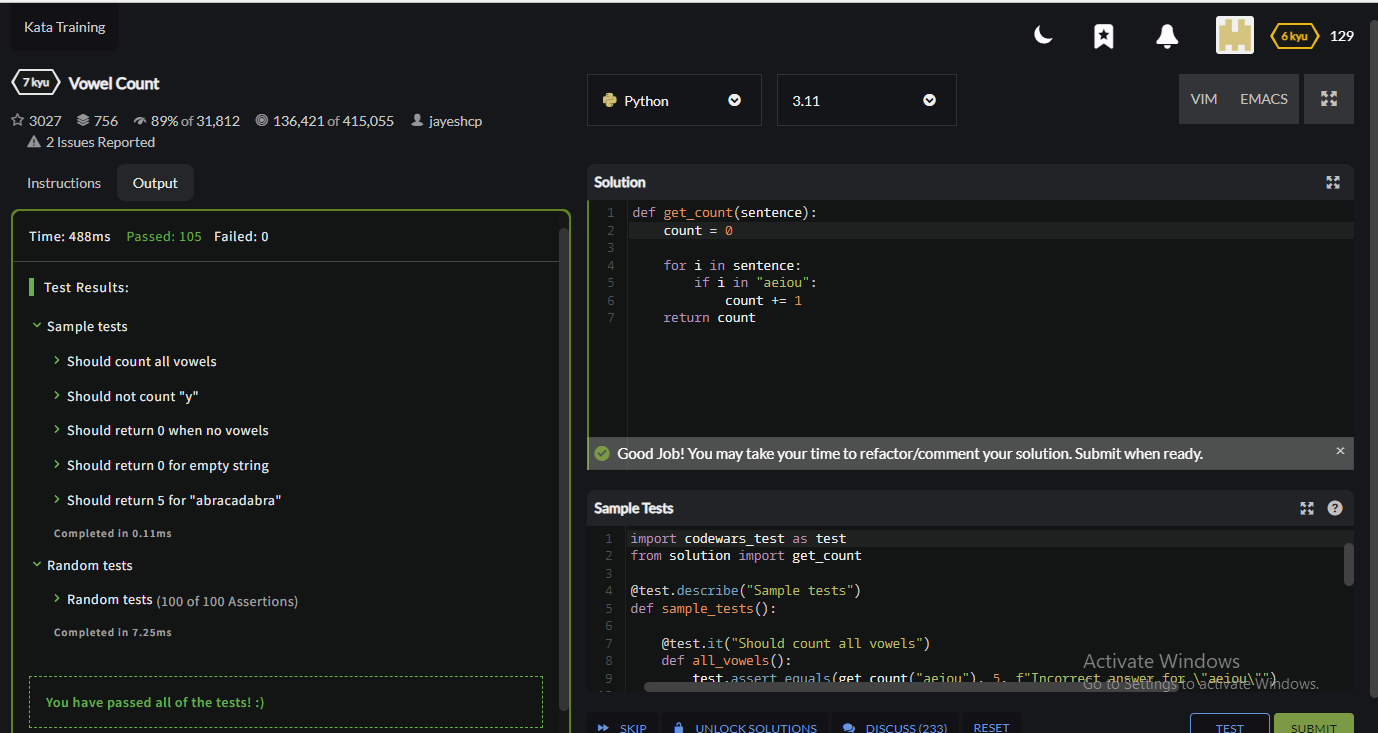 Kata Training
6 kyu 129
7 kyu Vowel Count
3027 756 89% of 31,812 136,421 of 415,055 jayeshcp
2 Issues Reported
Python 3.11 VIM EMACS
Instructions Output
Time: 488ms Passed: 105 Failed: 0
Test Results:
Sample tests
Should count all vowels
Should not count "y"
Should return 0 when no vowels
Should return 0 for empty string
Should return 5 for "abracadabra"
Completed in 0.11ms
Random tests
Random tests (100 of 100 Assertions)
Completed in 7.25ms
You have passed all of the tests! :)
Solution
1 def get_count(sentence):
2     count = 0
3
4     for i in sentence:
5         if i in "aeiou":
6             count += 1
7     return count
Good Job! You may take your time to refactor/comment your solution. Submit when ready.
Sample Tests
1 import codewars_test as test
2 from solution import get_count
3
4 @test.describe("Sample tests")
5 def sample_tests():
6
7     @test.it("Should count all vowels")
8     def all_vowels():
9         test.assert_equals(get_count("aeiou"), 5, f"Incorrect answer for \"aeiou\"")
Activate Windows
Go to Settings to activate Windows.
SKIP UNLOCK SOLUTIONS DISCUSS (233) RESET TEST SUBMIT